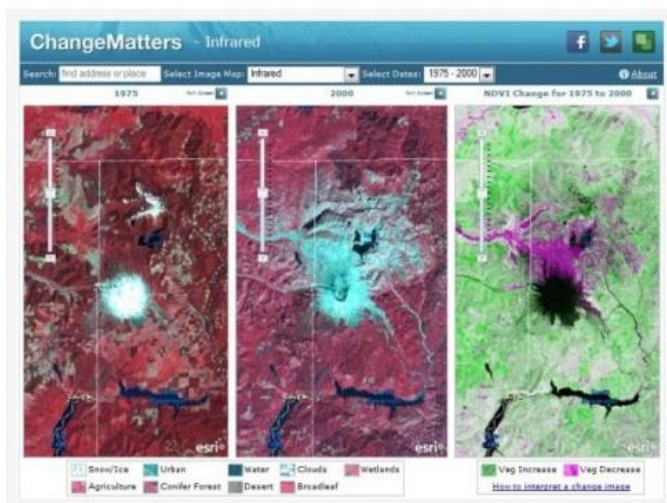 ChangeMatters - Infrared
Search: find address or place Select Image Map: Infrared Select Dates: 1975 - 2000 About
1975
2000
NDVI Change for 1975 to 2000
esri
esri
esri
Snow/Ice Urban Water Clouds Wetlands
Agriculture Conifer Forest Desert Broadleaf
Veg Increase Veg Decrease
How to interpret a change image